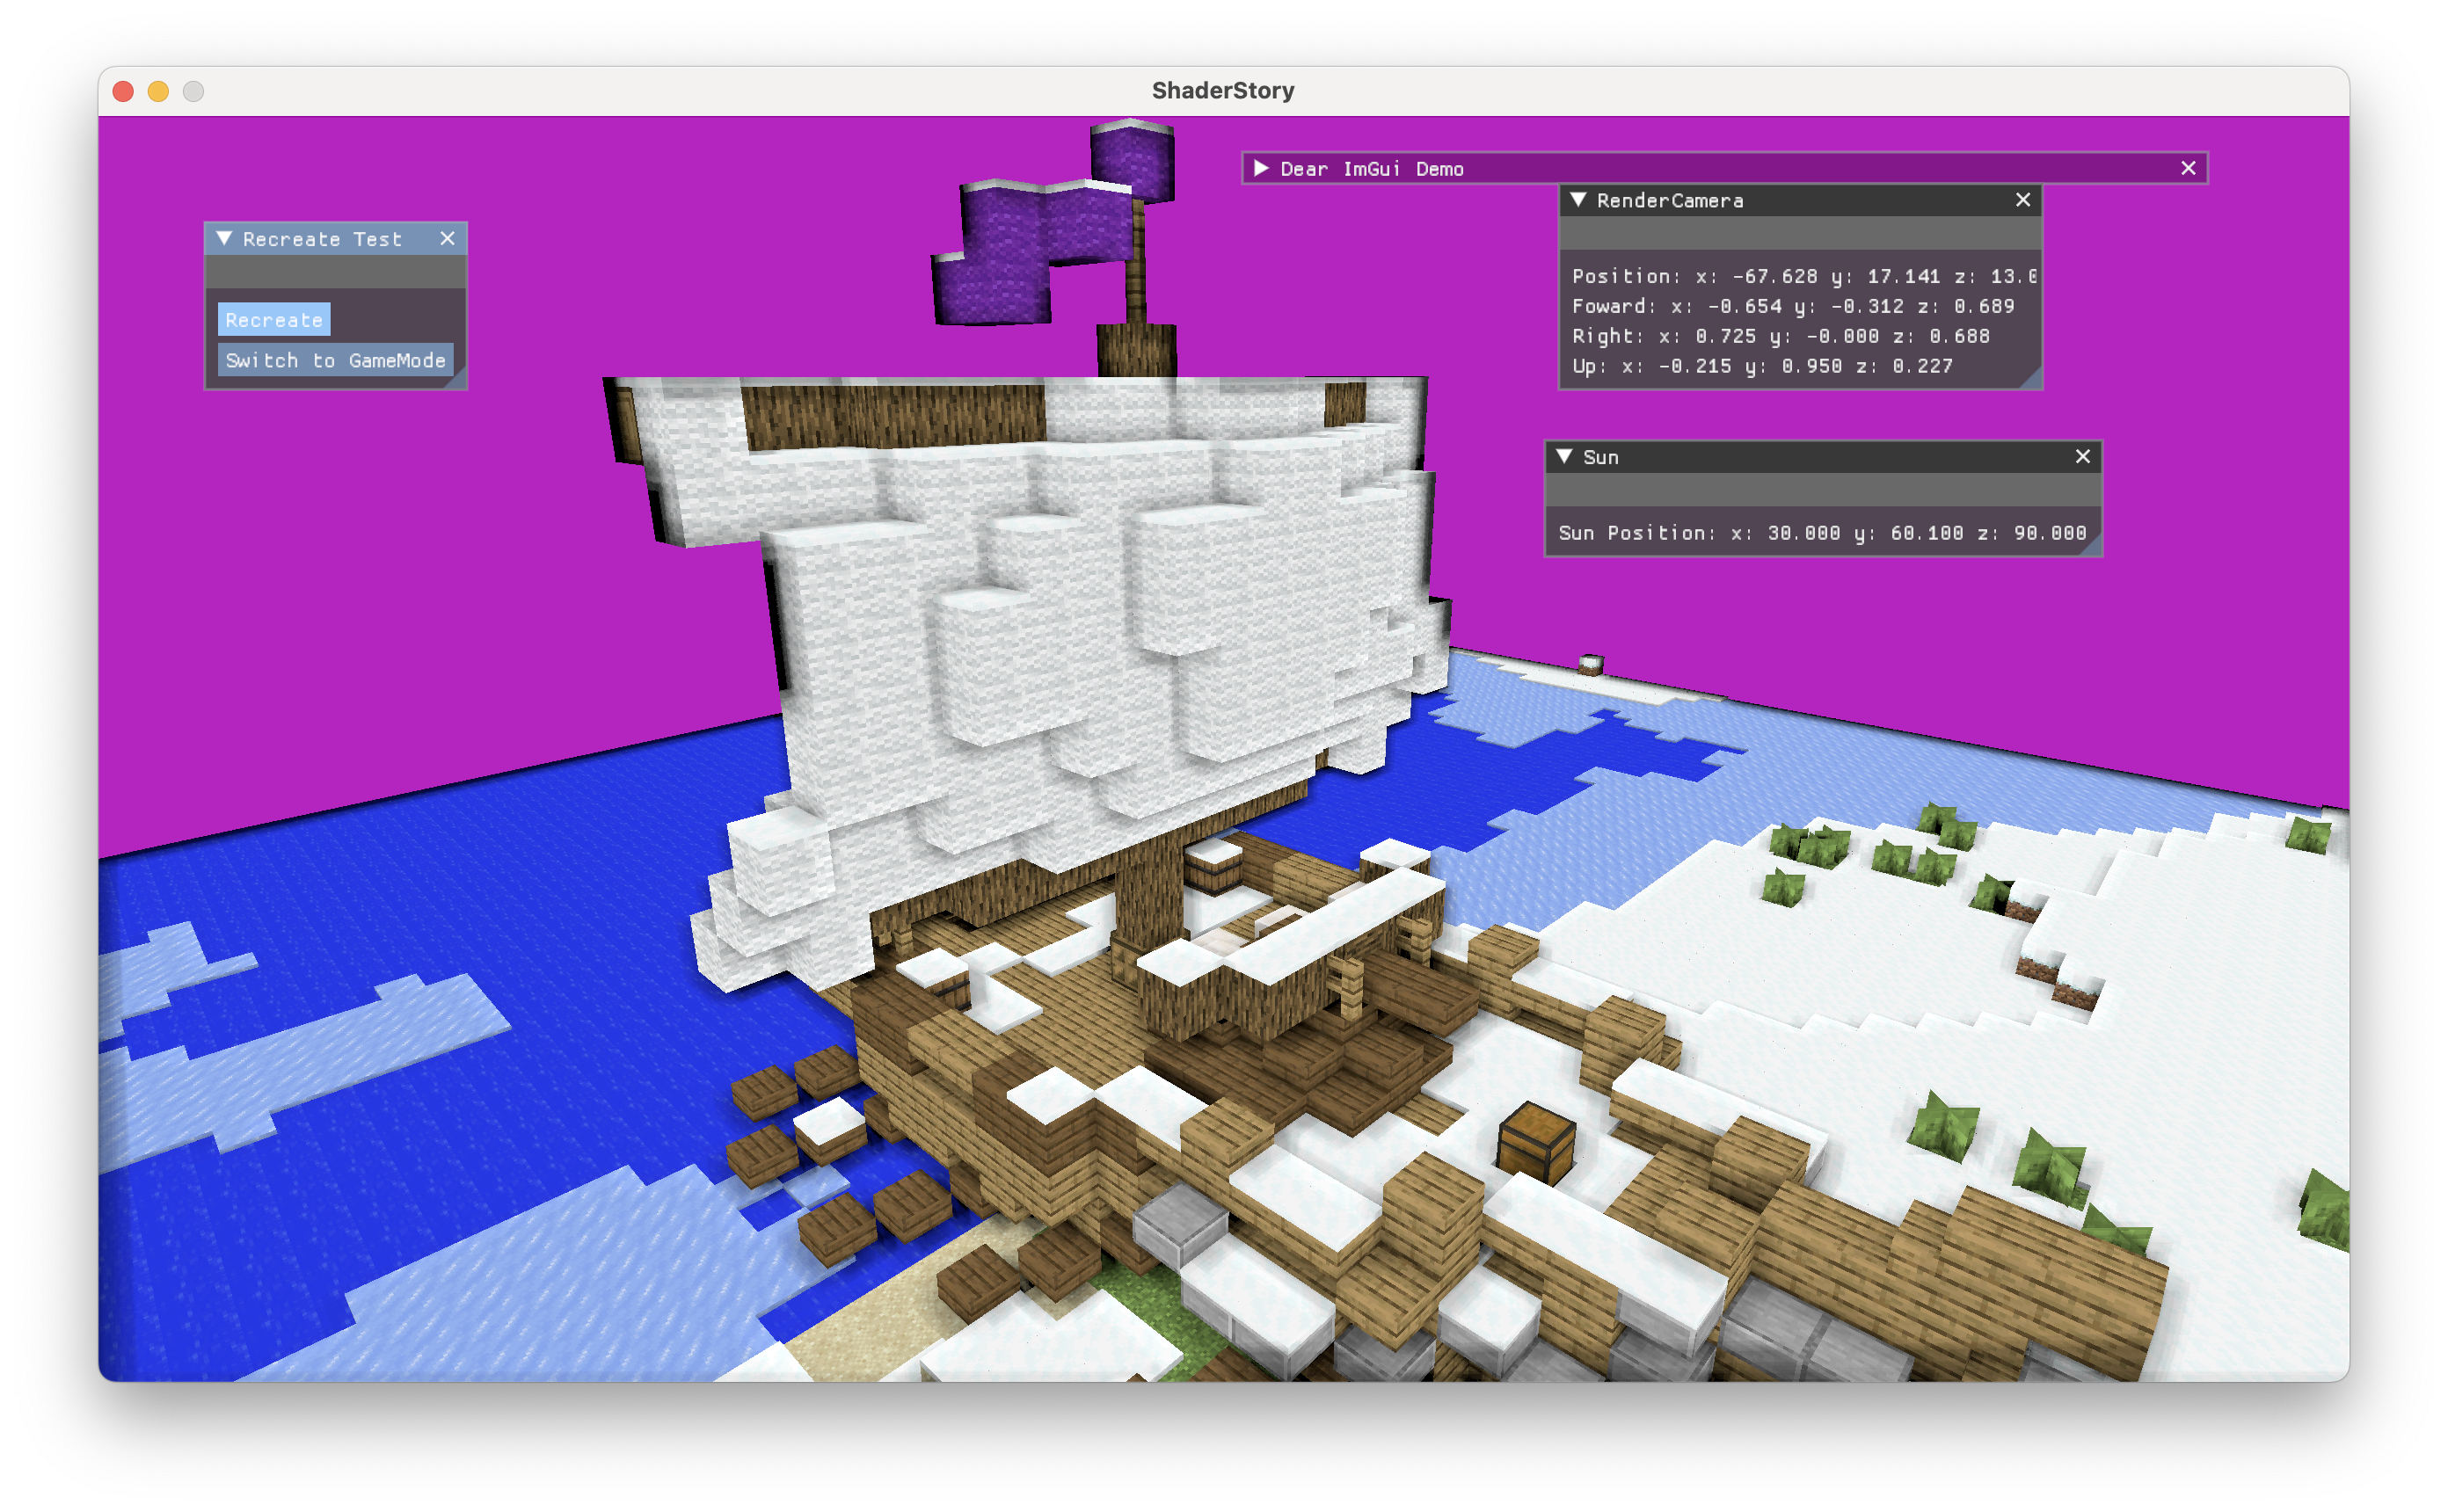 ShaderStory
Dear ImGui Demo
RenderCamera
Position: x: -67.628 y: 17.141 z: 13.0
Foward: x: -0.654 y: -0.312 z: 0.689
Right: x: 0.725 y: -0.000 z: 0.688
Up: x: -0.215 y: 0.950 z: 0.227
Recreate Test
Recreate
Switch to GameMode
Sun
Sun Position: x: 30.000 y: 60.100 z: 90.000